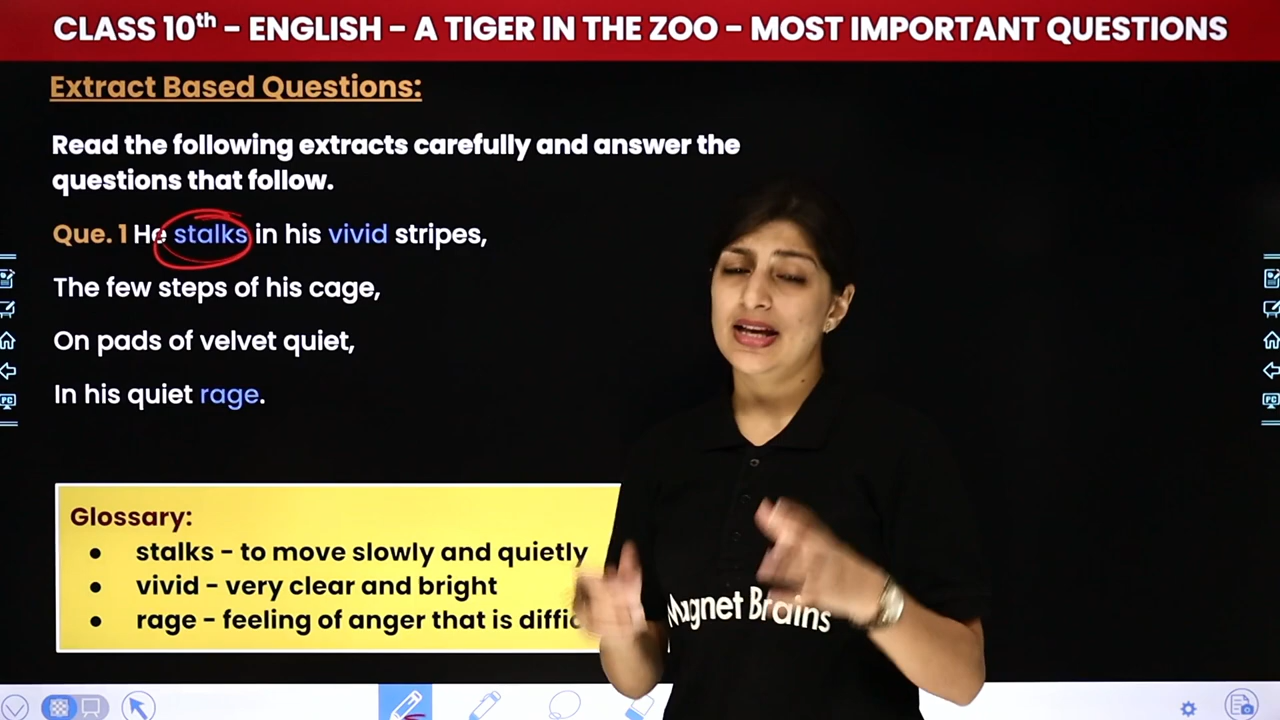 CLASS 10th - ENGLISH - A TIGER IN THE ZOO - MOST IMPORTANT QUESTIONS
Extract Based Questions:
Read the following extracts carefully and answer the
questions that follow.
Que. 1 He stalks in his vivid stripes,
The few steps of his cage,
On pads of velvet quiet,
In his quiet rage.
Glossary:
● stalks - to move slowly and quietly
● vivid - very clear and bright
● rage - feeling of anger that is
Magnet Brains